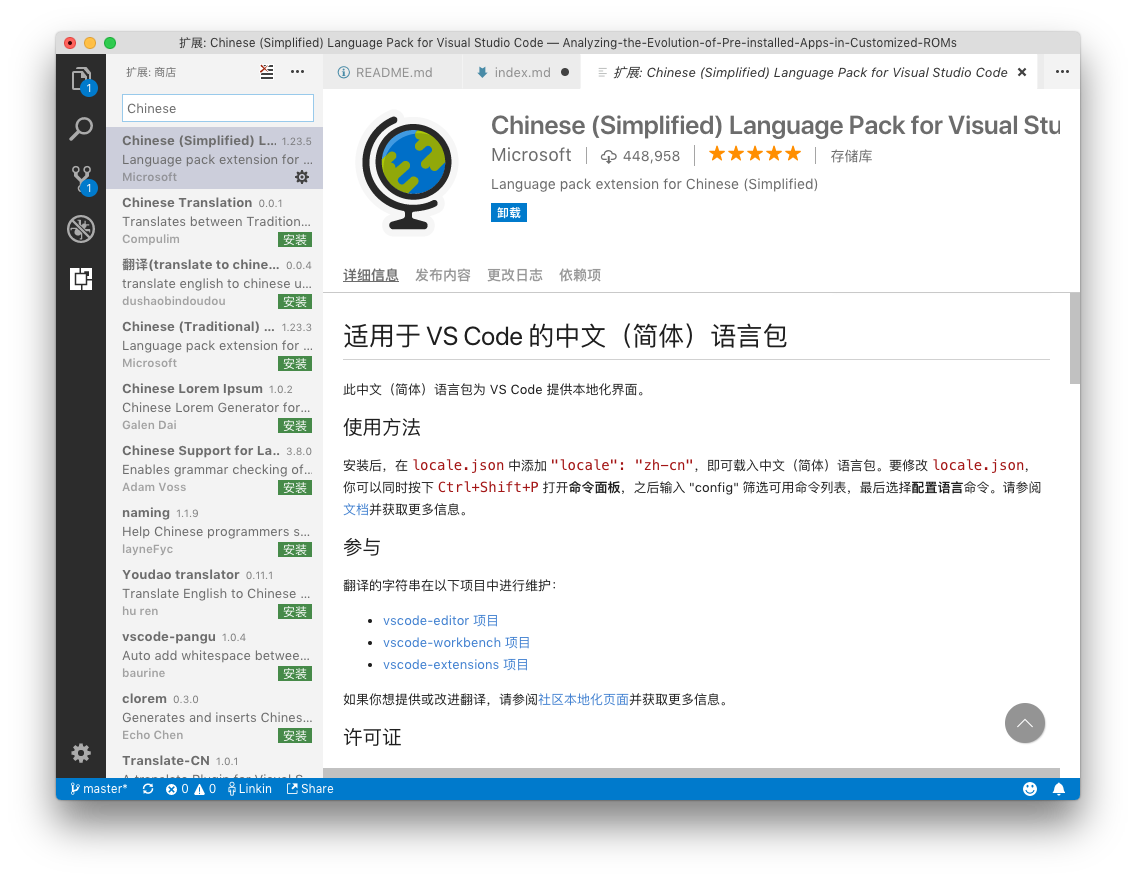 扩展: Chinese (Simplified) Language Pack for Visual Studio Code — Analyzing-the-Evolution-of-Pre-installed-Apps-in-Customized-ROMs
1
1
扩展: 商店
Chinese
Chinese (Simplified) L... 1.23.5
Language pack extension for ...
Microsoft
Chinese Translation 0.0.1
Translates between Tradition...
Compulim 安装
翻译(translate to chine... 0.0.4
translate english to chinese u...
dushaobindoudou 安装
Chinese (Traditional) ... 1.23.3
Language pack extension for ...
Microsoft 安装
Chinese Lorem Ipsum 1.0.2
Chinese Lorem Generator for...
Galen Dai 安装
Chinese Support for La.. 3.8.0
Enables grammar checking of..
Adam Voss 安装
naming 1.1.9
Help Chinese programmers s...
layneFyc 安装
Youdao translator 0.11.1
Translate English to Chinese ...
hu ren 安装
vscode-pangu 1.0.4
Auto add whitespace betwee...
baurine 安装
clorem 0.3.0
Generates and inserts Chines...
Echo Chen 安装
Translate-CN 1.0.1
README.md index.md 扩展: Chinese (Simplified) Language Pack for Visual Studio Code
Chinese (Simplified) Language Pack for Visual Stu
Microsoft 448,958 存储库
Language pack extension for Chinese (Simplified)
卸载
详细信息 发布内容 更改日志 依赖项
适用于 VS Code 的中文（简体）语言包
此中文（简体）语言包为 VS Code 提供本地化界面。
使用方法
安装后，在 locale.json 中添加 "locale": "zh-cn"，即可载入中文（简体）语言包。要修改 locale.json，
你可以同时按下 Ctrl+Shift+P 打开命令面板，之后输入 "config" 筛选可用命令列表，最后选择配置语言命令。请参阅
文档并获取更多信息。
参与
翻译的字符串在以下项目中进行维护：
• vscode-editor 项目
• vscode-workbench 项目
• vscode-extensions 项目
如果你想提供或改进翻译，请参阅社区本地化页面并获取更多信息。
许可证
master* 0 0 Linkin Share